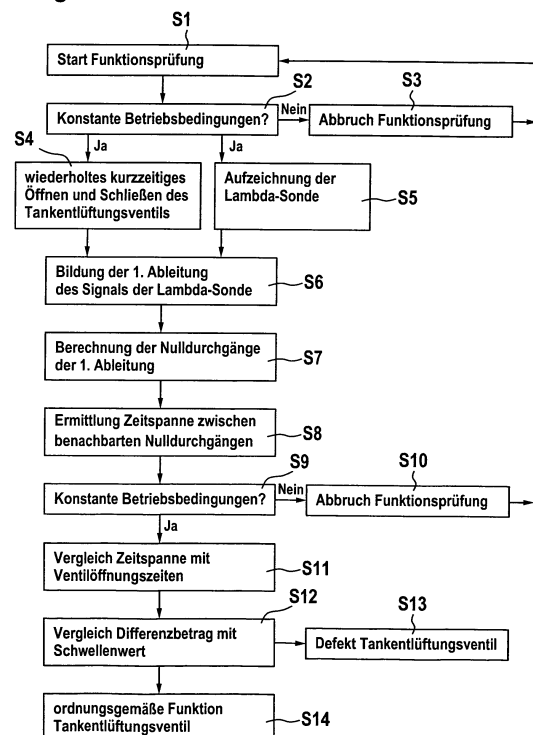 S1
Start Funktionsprüfung
S2
S3
Konstante Betriebsbedingungen?
Nein
Abbruch Funktionsprüfung
S4
Ja
Ja
wiederholtes kurzzeitiges
Öffnen und Schließen des
Tankentlüftungsventils
Aufzeichnung der
Lambda-Sonde
S5
Bildung der 1. Ableitung
des Signals der Lambda-Sonde
S6
Berechnung der Nulldurchgänge
der 1. Ableitung
S7
Ermittlung Zeitspanne zwischen
benachbarten Nulldurchgängen
S8
S9
S10
Konstante Betriebsbedingungen?
Nein
Abbruch Funktionsprüfung
Ja
Vergleich Zeitspanne mit
Ventilöffnungszeiten
S11
S12
S13
Vergleich Differenzbetrag mit
Schwellenwert
Defekt Tankentlüftungsventil
ordnungsgemäße Funktion
Tankentlüftungsventil
S14